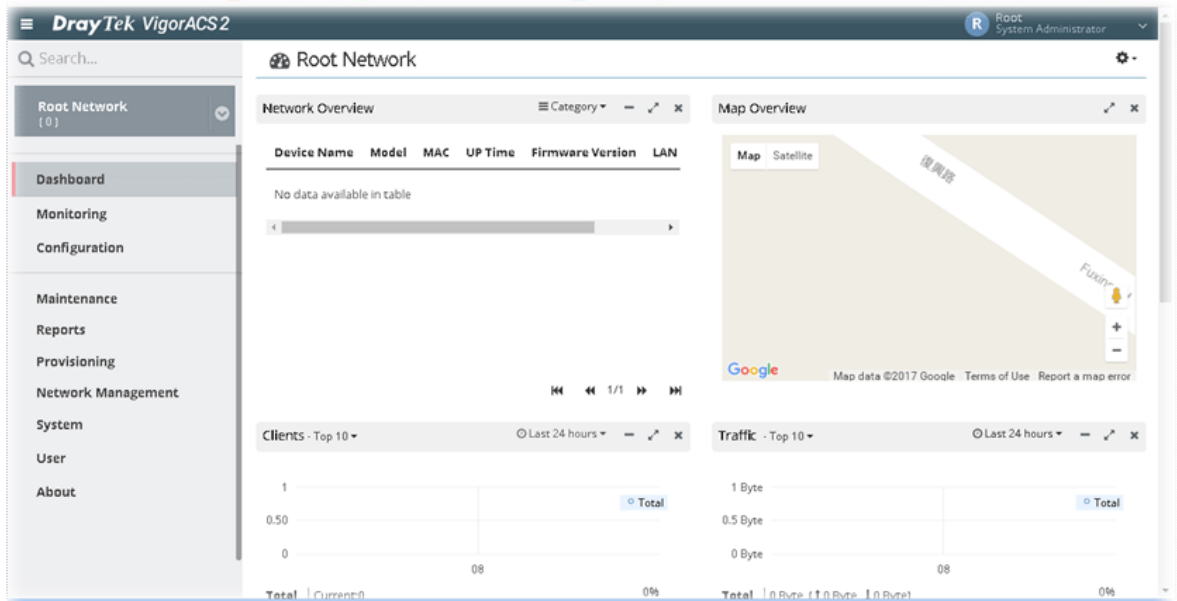 DrayTek VigorACS2
R Root
System Administrator
Search...
Root Network
[ 0 ]
Dashboard
Monitoring
Configuration
Maintenance
Reports
Provisioning
Network Management
System
User
About
Root Network
Network Overview Category
Device Name Model MAC UP Time Firmware Version LAN
No data available in table
1/1
Map Overview
Map Satellite
復興路
Google
Map data ©2017 Google Terms of Use Report a map error
Clients - Top 10 Last 24 hours
1
0.50
0
08
Total
Total Current:0 0%
Traffic - Top 10 Last 24 hours
1 Byte
0.5 Byte
0 Byte
08
Total
Total 0 Byte (↑ 0 Byte ↓ 0 Byte) 0%